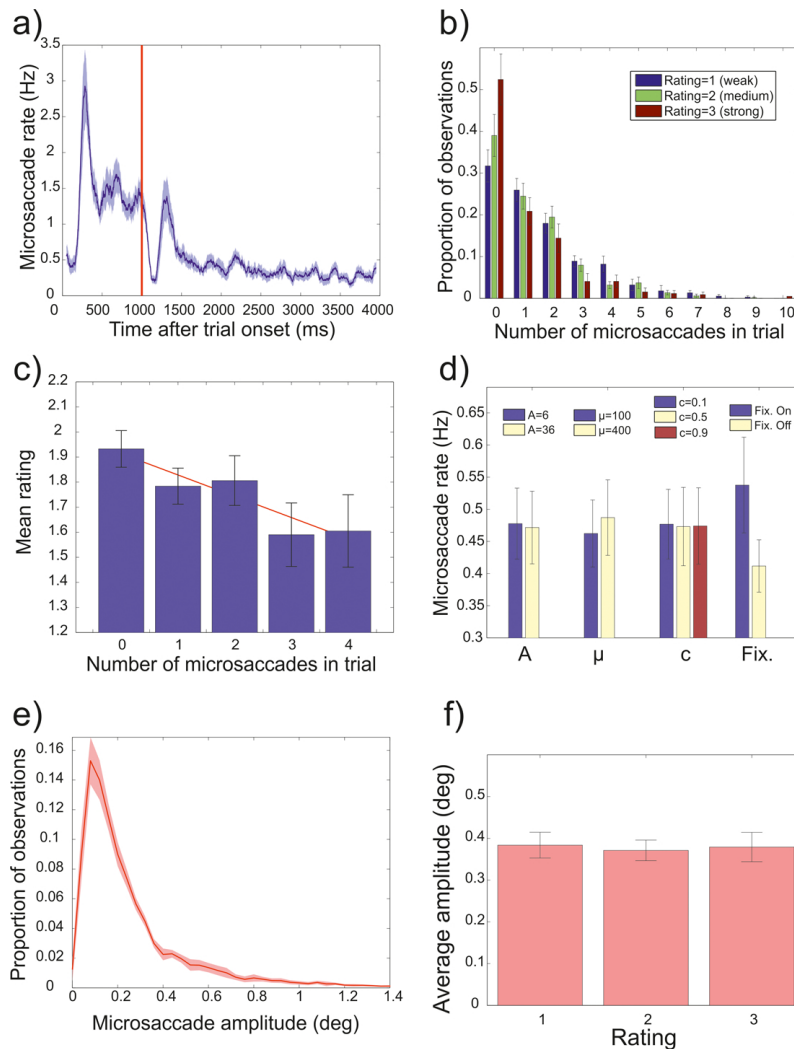 a)
Microsaccade rate (Hz)
3.5
3
2.5
2
1.5
1
0.5
0
0 500 1000 1500 2000 2500 3000 3500 4000
Time after trial onset (ms)
b)
Proportion of observations
0.5
0.4
0.3
0.2
0.1
0
Rating=1 (weak)
Rating=2 (medium)
Rating=3 (strong)
0 1 2 3 4 5 6 7 8 9 10
Number of microsaccades in trial
c)
Mean rating
2.2
2.1
2
1.9
1.8
1.7
1.6
1.5
1.4
1.3
1.2
0 1 2 3 4
Number of microsaccades in trial
d)
Microsaccade rate (Hz)
0.65
0.6
0.55
0.5
0.45
0.4
0.35
0.3
A=6
A=36
µ=100
µ=400
c=0.1
c=0.5
c=0.9
Fix. On
Fix. Off
A µ c Fix.
e)
Proportion of observations
0.16
0.14
0.12
0.1
0.08
0.06
0.04
0.02
0
0 0.2 0.4 0.6 0.8 1 1.2 1.4
Microsaccade amplitude (deg)
f)
Average amplitude (deg)
0.5
0.4
0.3
0.2
0.1
0
1 2 3
Rating